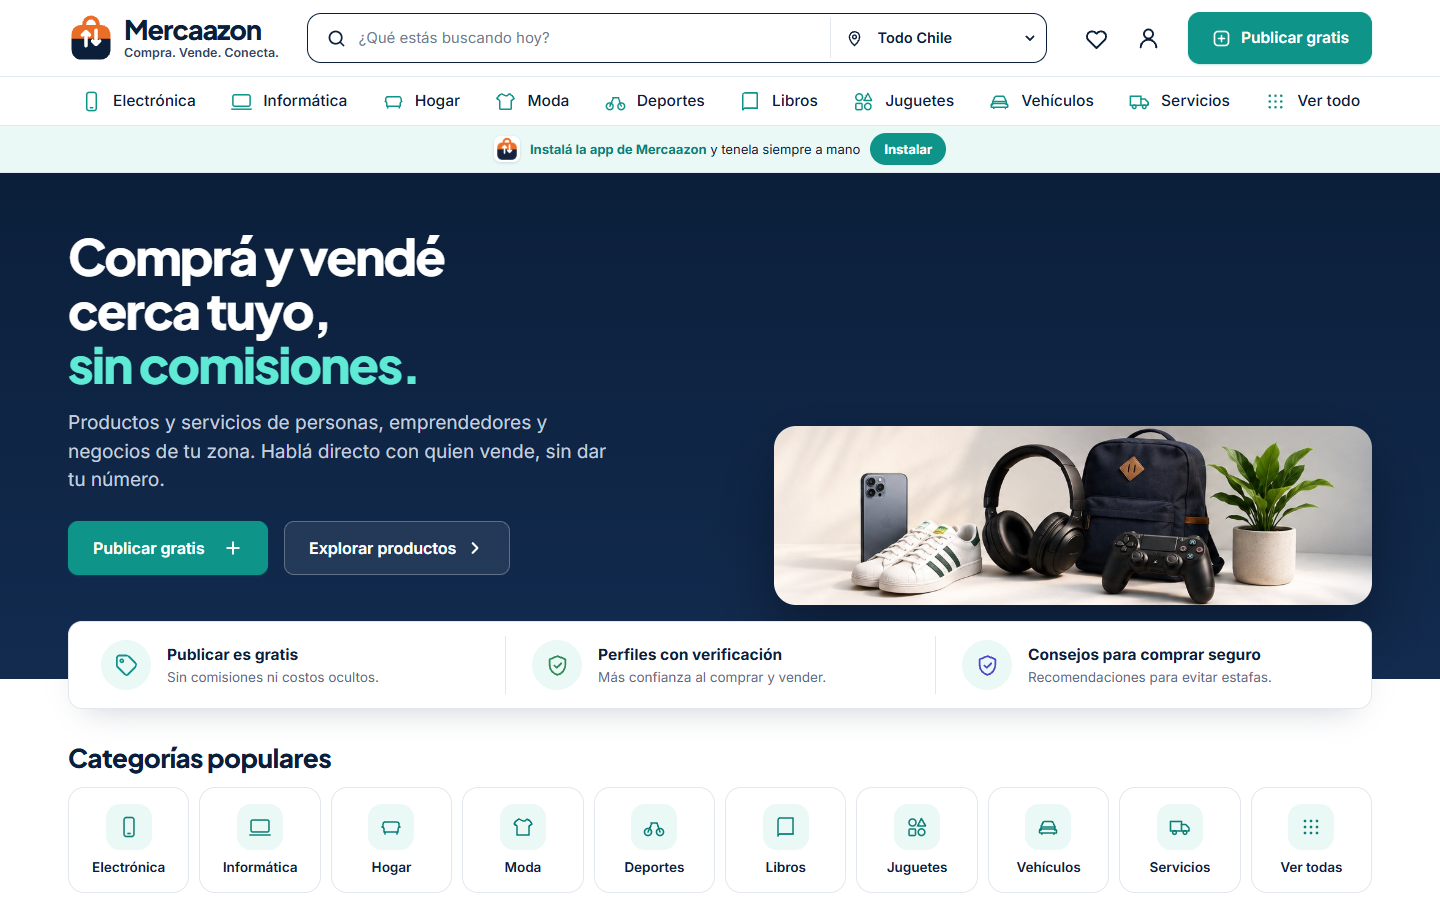 Mercaazon
Compra. Vende. Conecta.
¿Qué estás buscando hoy?
Todo Chile
Publicar gratis
Electrónica
Informática
Hogar
Moda
Deportes
Libros
Juguetes
Vehículos
Servicios
Ver todo
Instalá la app de Mercaazon y tenela siempre a mano
Instalar
Comprá y vendé
cerca tuyo,
sin comisiones.
Productos y servicios de personas, emprendedores y
negocios de tu zona. Hablá directo con quien vende, sin dar
tu número.
Publicar gratis
Explorar productos
Publicar es gratis
Sin comisiones ni costos ocultos.
Perfiles con verificación
Más confianza al comprar y vender.
Consejos para comprar seguro
Recomendaciones para evitar estafas.
Categorías populares
Electrónica
Informática
Hogar
Moda
Deportes
Libros
Juguetes
Vehículos
Servicios
Ver todas